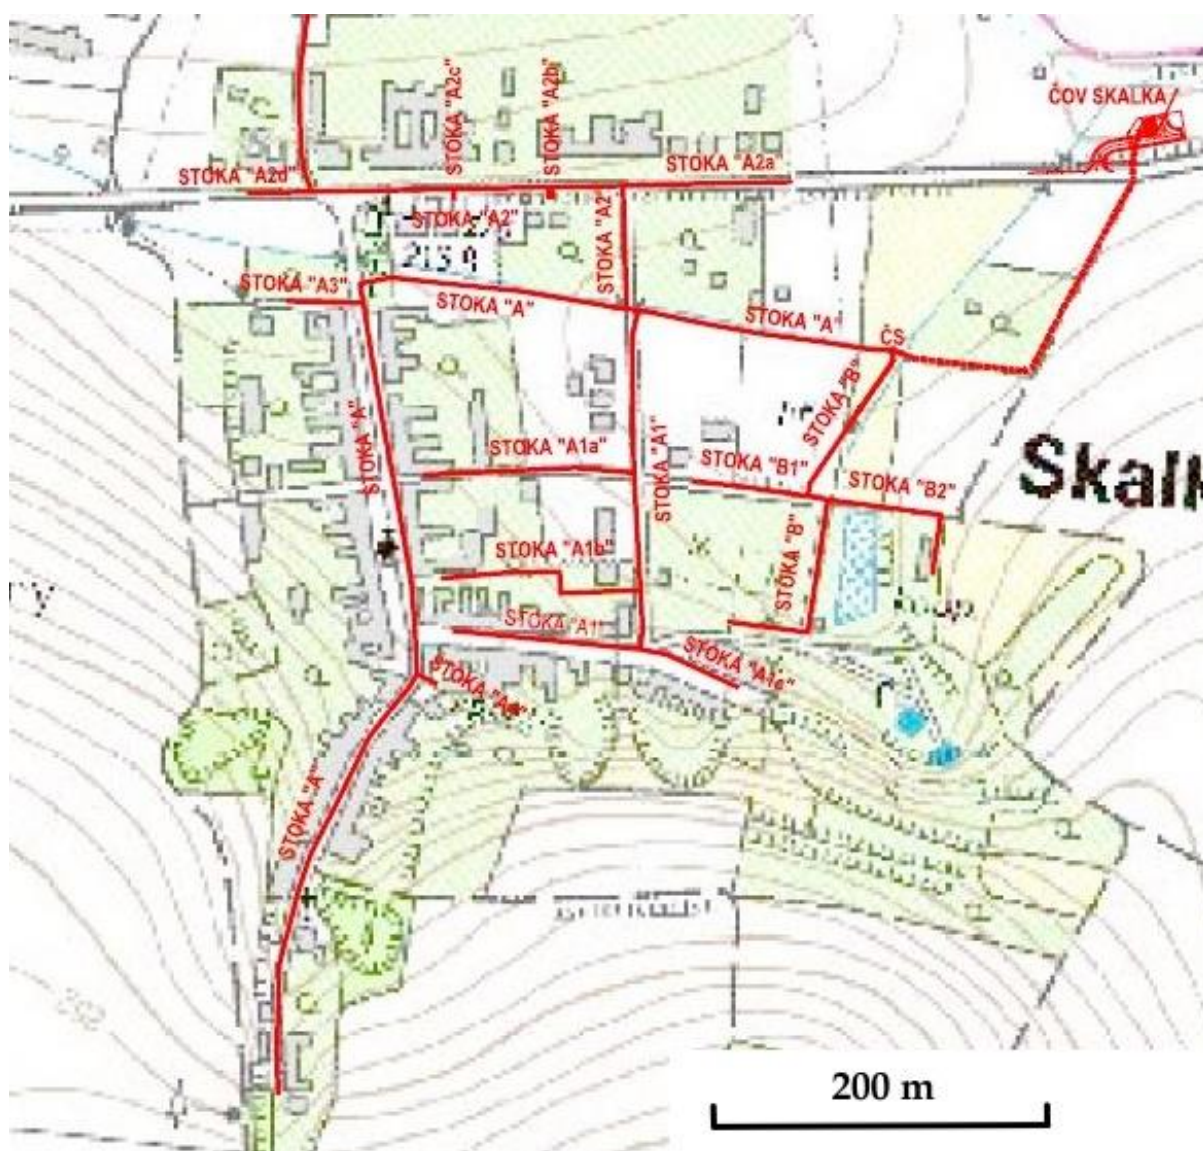 STOKA "A2c"
STOKA "A2b"
ČOV SKALKA
STOKA "A2d"
STOKA "A2a"
STOKA "A2"
STOKA "A2"
213.9
STOKA "A3"
STOKA "A"
STOKA "A"
ČS
STOKA "B"
STOKA "A"
STOKA "A1a"
STOKA "A1"
STOKA "B1"
STOKA "B2"
Skalk
STOKA "A1b"
STOKA "B"
STOKA "A1"
STOKA "A1c"
STOKA "A"
200 m